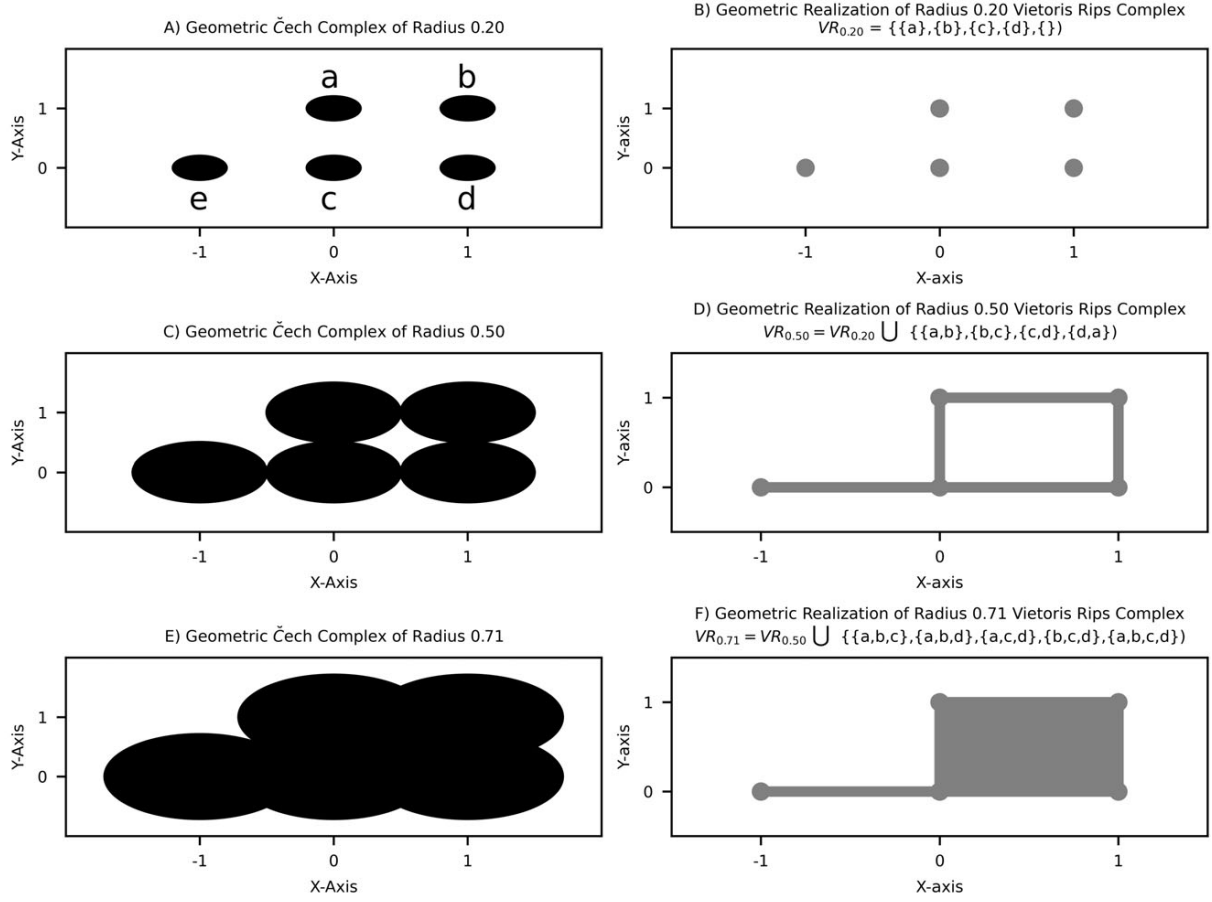 A) Geometric Čech Complex of Radius 0.20
Y-Axis
1
0
a
b
e
c
d
-1
0
1
X-Axis
B) Geometric Realization of Radius 0.20 Vietoris Rips Complex
VR0.20 = {{a},{b},{c},{d},{})
Y-axis
1
0
-1
0
1
X-axis
C) Geometric Čech Complex of Radius 0.50
Y-Axis
1
0
-1
0
1
X-Axis
D) Geometric Realization of Radius 0.50 Vietoris Rips Complex
VR0.50 = VR0.20 ⋃ {{a,b},{b,c},{c,d},{d,a})
Y-axis
1
0
-1
0
1
X-axis
E) Geometric Čech Complex of Radius 0.71
Y-Axis
1
0
-1
0
1
X-Axis
F) Geometric Realization of Radius 0.71 Vietoris Rips Complex
VR0.71 = VR0.50 ⋃ {{a,b,c},{a,b,d},{a,c,d},{b,c,d},{a,b,c,d})
Y-axis
1
0
-1
0
1
X-axis